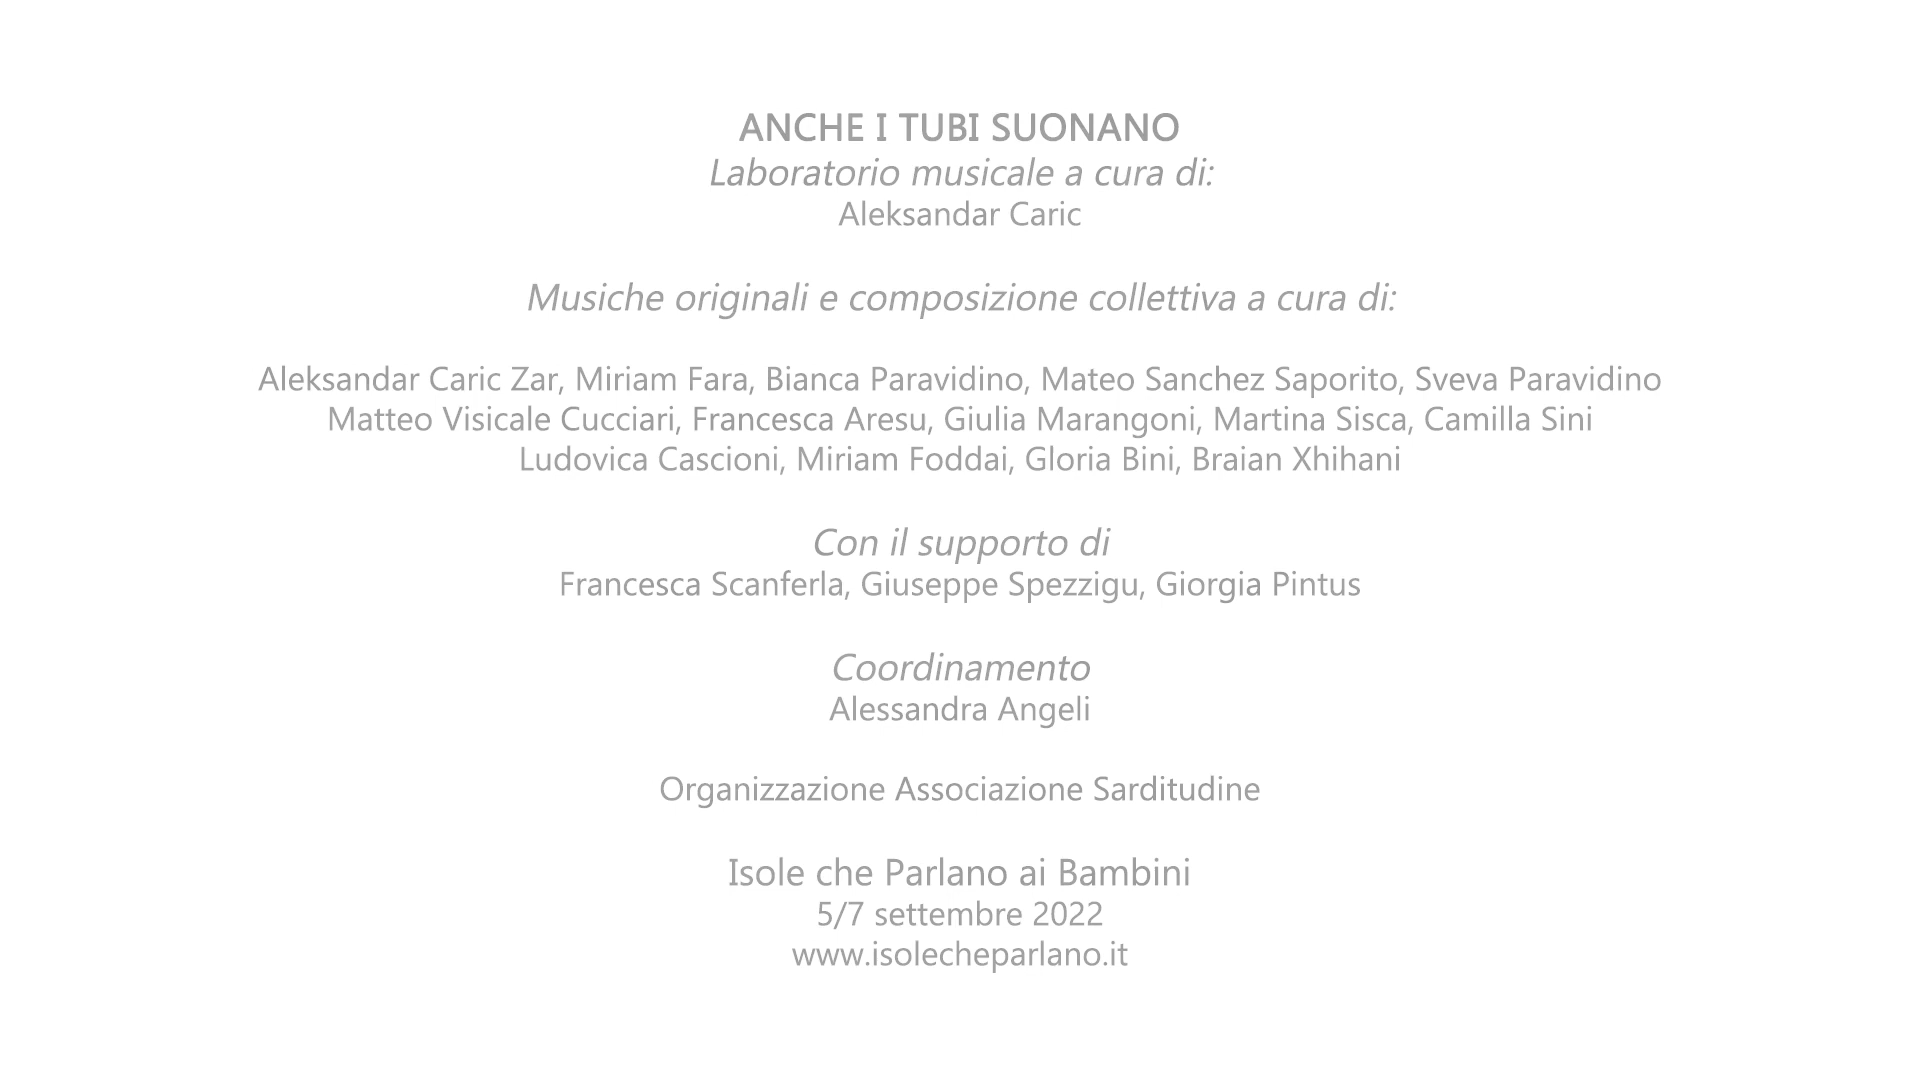 ANCHE I TUBI SUONANO
Laboratorio musicale a cura di:
Aleksandar Caric
Musiche originali e composizione collettiva a cura di:
Aleksandar Caric Zar, Miriam Fara, Bianca Paravidino, Mateo Sanchez Saporito, Sveva Paravidino
Matteo Visicale Cucciari, Francesca Aresu, Giulia Marangoni, Martina Sisca, Camilla Sini
Ludovica Cascioni, Miriam Foddai, Gloria Bini, Braian Xhihani
Con il supporto di
Francesca Scanferla, Giuseppe Spezzigu, Giorgia Pintus
Coordinamento
Alessandra Angeli
Organizzazione Associazione Sarditudine
Isole che Parlano ai Bambini
5/7 settembre 2022
www.isolecheparlano.it